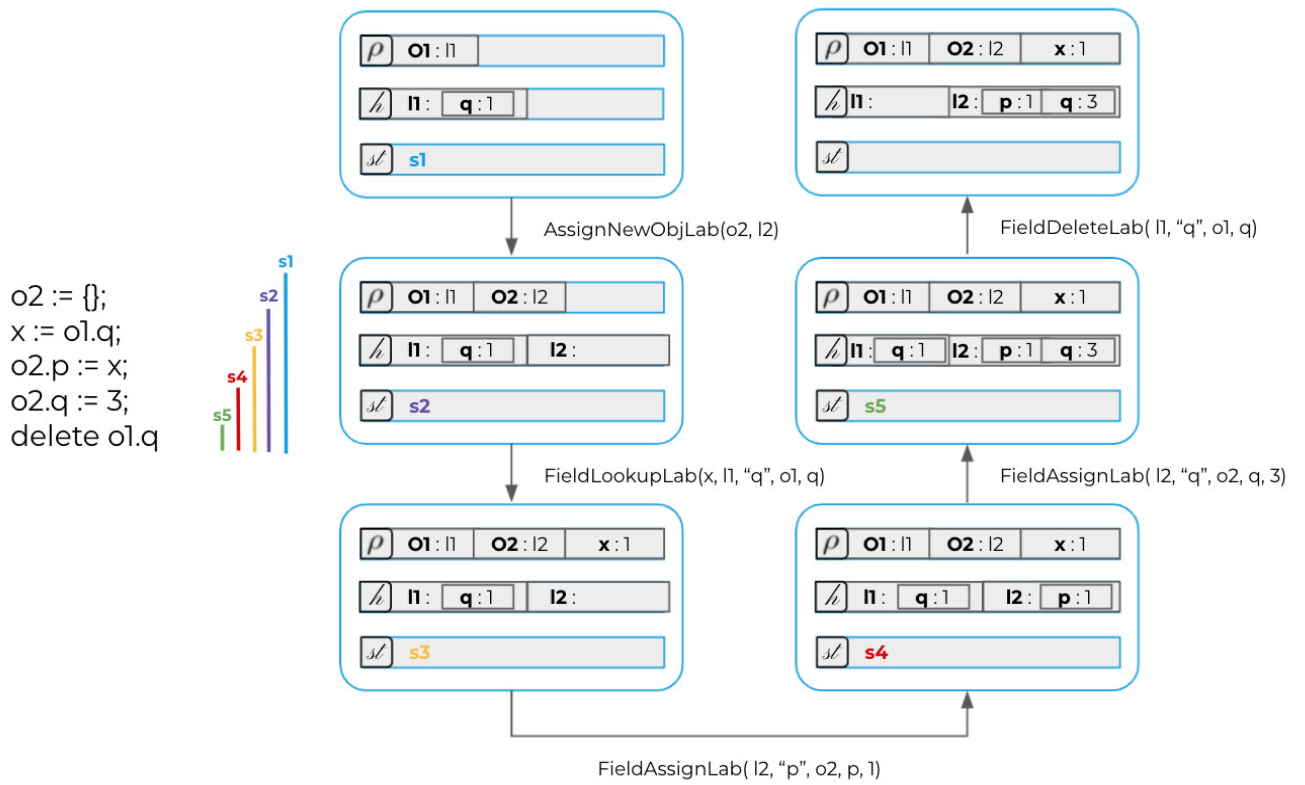 o2 := {};
x := o1.q;
o2.p := x;
o2.q := 3;
delete o1.q
s1
s2
s3
s4
s5
ρ O1 : l1
h l1 : q : 1
st s1
AssignNewObjLab(o2, l2)
ρ O1 : l1 O2 : l2
h l1 : q : 1 l2 :
st s2
FieldLookupLab(x, l1, “q”, o1, q)
ρ O1 : l1 O2 : l2 x : 1
h l1 : q : 1 l2 :
st s3
FieldAssignLab( l2, “p”, o2, p, 1)
ρ O1 : l1 O2 : l2 x : 1
h l1 : q : 1 l2 : p : 1
st s4
FieldAssignLab( l2, “q”, o2, q, 3)
ρ O1 : l1 O2 : l2 x : 1
h l1 : q : 1 l2 : p : 1 q : 3
st s5
FieldDeleteLab( l1, “q”, o1, q)
ρ O1 : l1 O2 : l2 x : 1
h l1 : l2 : p : 1 q : 3
st